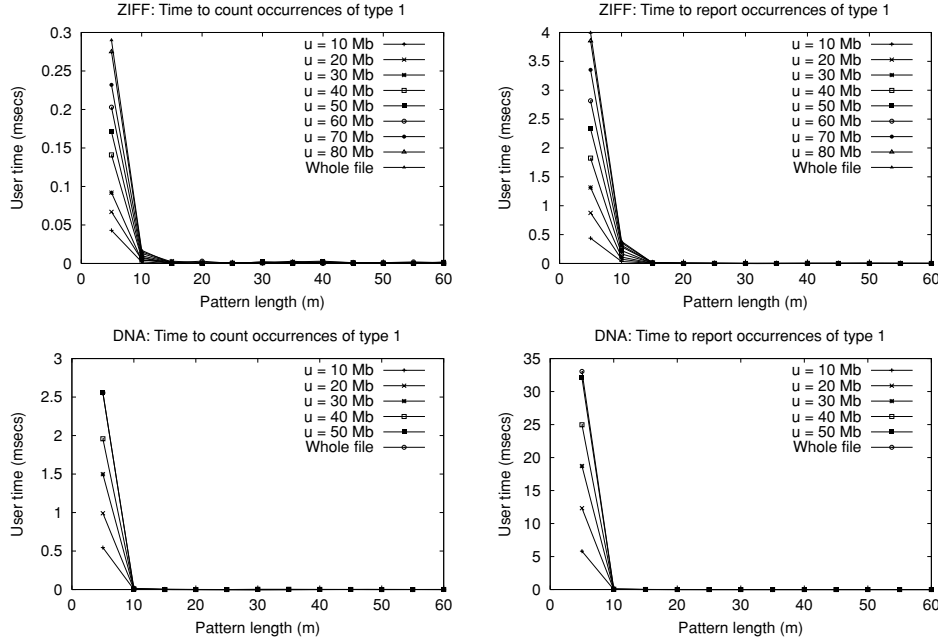 ZIFF: Time to count occurrences of type 1
User time (msecs)
0.3
0.25
0.2
0.15
0.1
0.05
0
0 10 20 30 40 50 60
Pattern length (m)
u = 10 Mb
u = 20 Mb
u = 30 Mb
u = 40 Mb
u = 50 Mb
u = 60 Mb
u = 70 Mb
u = 80 Mb
Whole file
ZIFF: Time to report occurrences of type 1
User time (msecs)
4
3.5
3
2.5
2
1.5
1
0.5
0
0 10 20 30 40 50 60
Pattern length (m)
u = 10 Mb
u = 20 Mb
u = 30 Mb
u = 40 Mb
u = 50 Mb
u = 60 Mb
u = 70 Mb
u = 80 Mb
Whole file
DNA: Time to count occurrences of type 1
User time (msecs)
3
2.5
2
1.5
1
0.5
0
0 10 20 30 40 50 60
Pattern length (m)
u = 10 Mb
u = 20 Mb
u = 30 Mb
u = 40 Mb
u = 50 Mb
Whole file
DNA: Time to report occurrences of type 1
User time (msecs)
35
30
25
20
15
10
5
0
0 10 20 30 40 50 60
Pattern length (m)
u = 10 Mb
u = 20 Mb
u = 30 Mb
u = 40 Mb
u = 50 Mb
Whole file